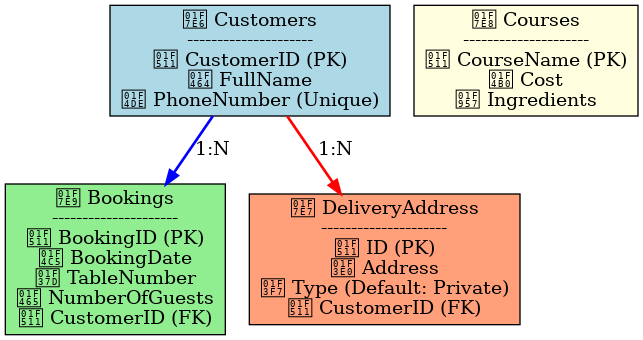 🟦 Customers
---------------------
🔑 CustomerID (PK)
👤 FullName
📞 PhoneNumber (Unique)
🟨 Courses
---------------------
🔑 CourseName (PK)
💰 Cost
🥗 Ingredients
1:N
1:N
🟩 Bookings
---------------------
🔑 BookingID (PK)
📅 BookingDate
🍽 TableNumber
👥 NumberOfGuests
🔑 CustomerID (FK)
🟧 DeliveryAddress
---------------------
🔑 ID (PK)
🏠 Address
🏷 Type (Default: Private)
🔑 CustomerID (FK)